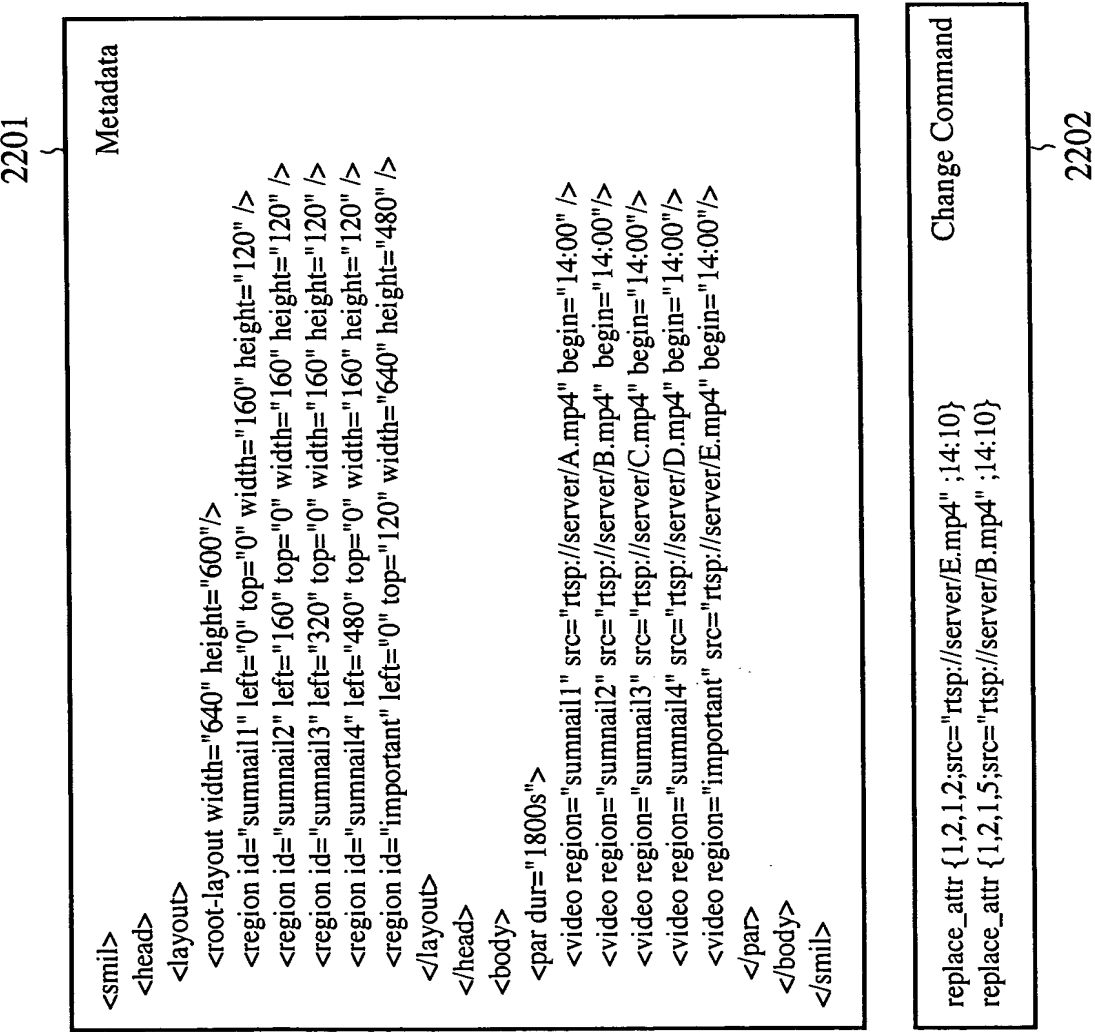 2201
Metadata
<smil>
<head>
<layout>
<root-layout width="640" height="600"/>
<region id="sumnail1" left="0" top="0" width="160" height="120" />
<region id="sumnail2" left="160" top="0" width="160" height="120" />
<region id="sumnail3" left="320" top="0" width="160" height="120" />
<region id="sumnail4" left="480" top="0" width="160" height="120" />
<region id="important" left="0" top="120" width="640" height="480" />
</layout>
</head>
<body>
<par dur="1800s">
<video region="sumnail1" src="rtsp://server/A.mp4" begin="14:00" />
<video region="sumnail2" src="rtsp://server/B.mp4" begin="14:00"/>
<video region="sumnail3" src="rtsp://server/C.mp4" begin="14:00"/>
<video region="sumnail4" src="rtsp://server/D.mp4" begin="14:00"/>
<video region="important" src="rtsp://server/E.mp4" begin="14:00"/>
</par>
</body>
</smil>
Change Command
replace_attr {1,2,1,2;src="rtsp://server/E.mp4" ;14:10}
replace_attr {1,2,1,5;src="rtsp://server/B.mp4" ;14:10}
2202